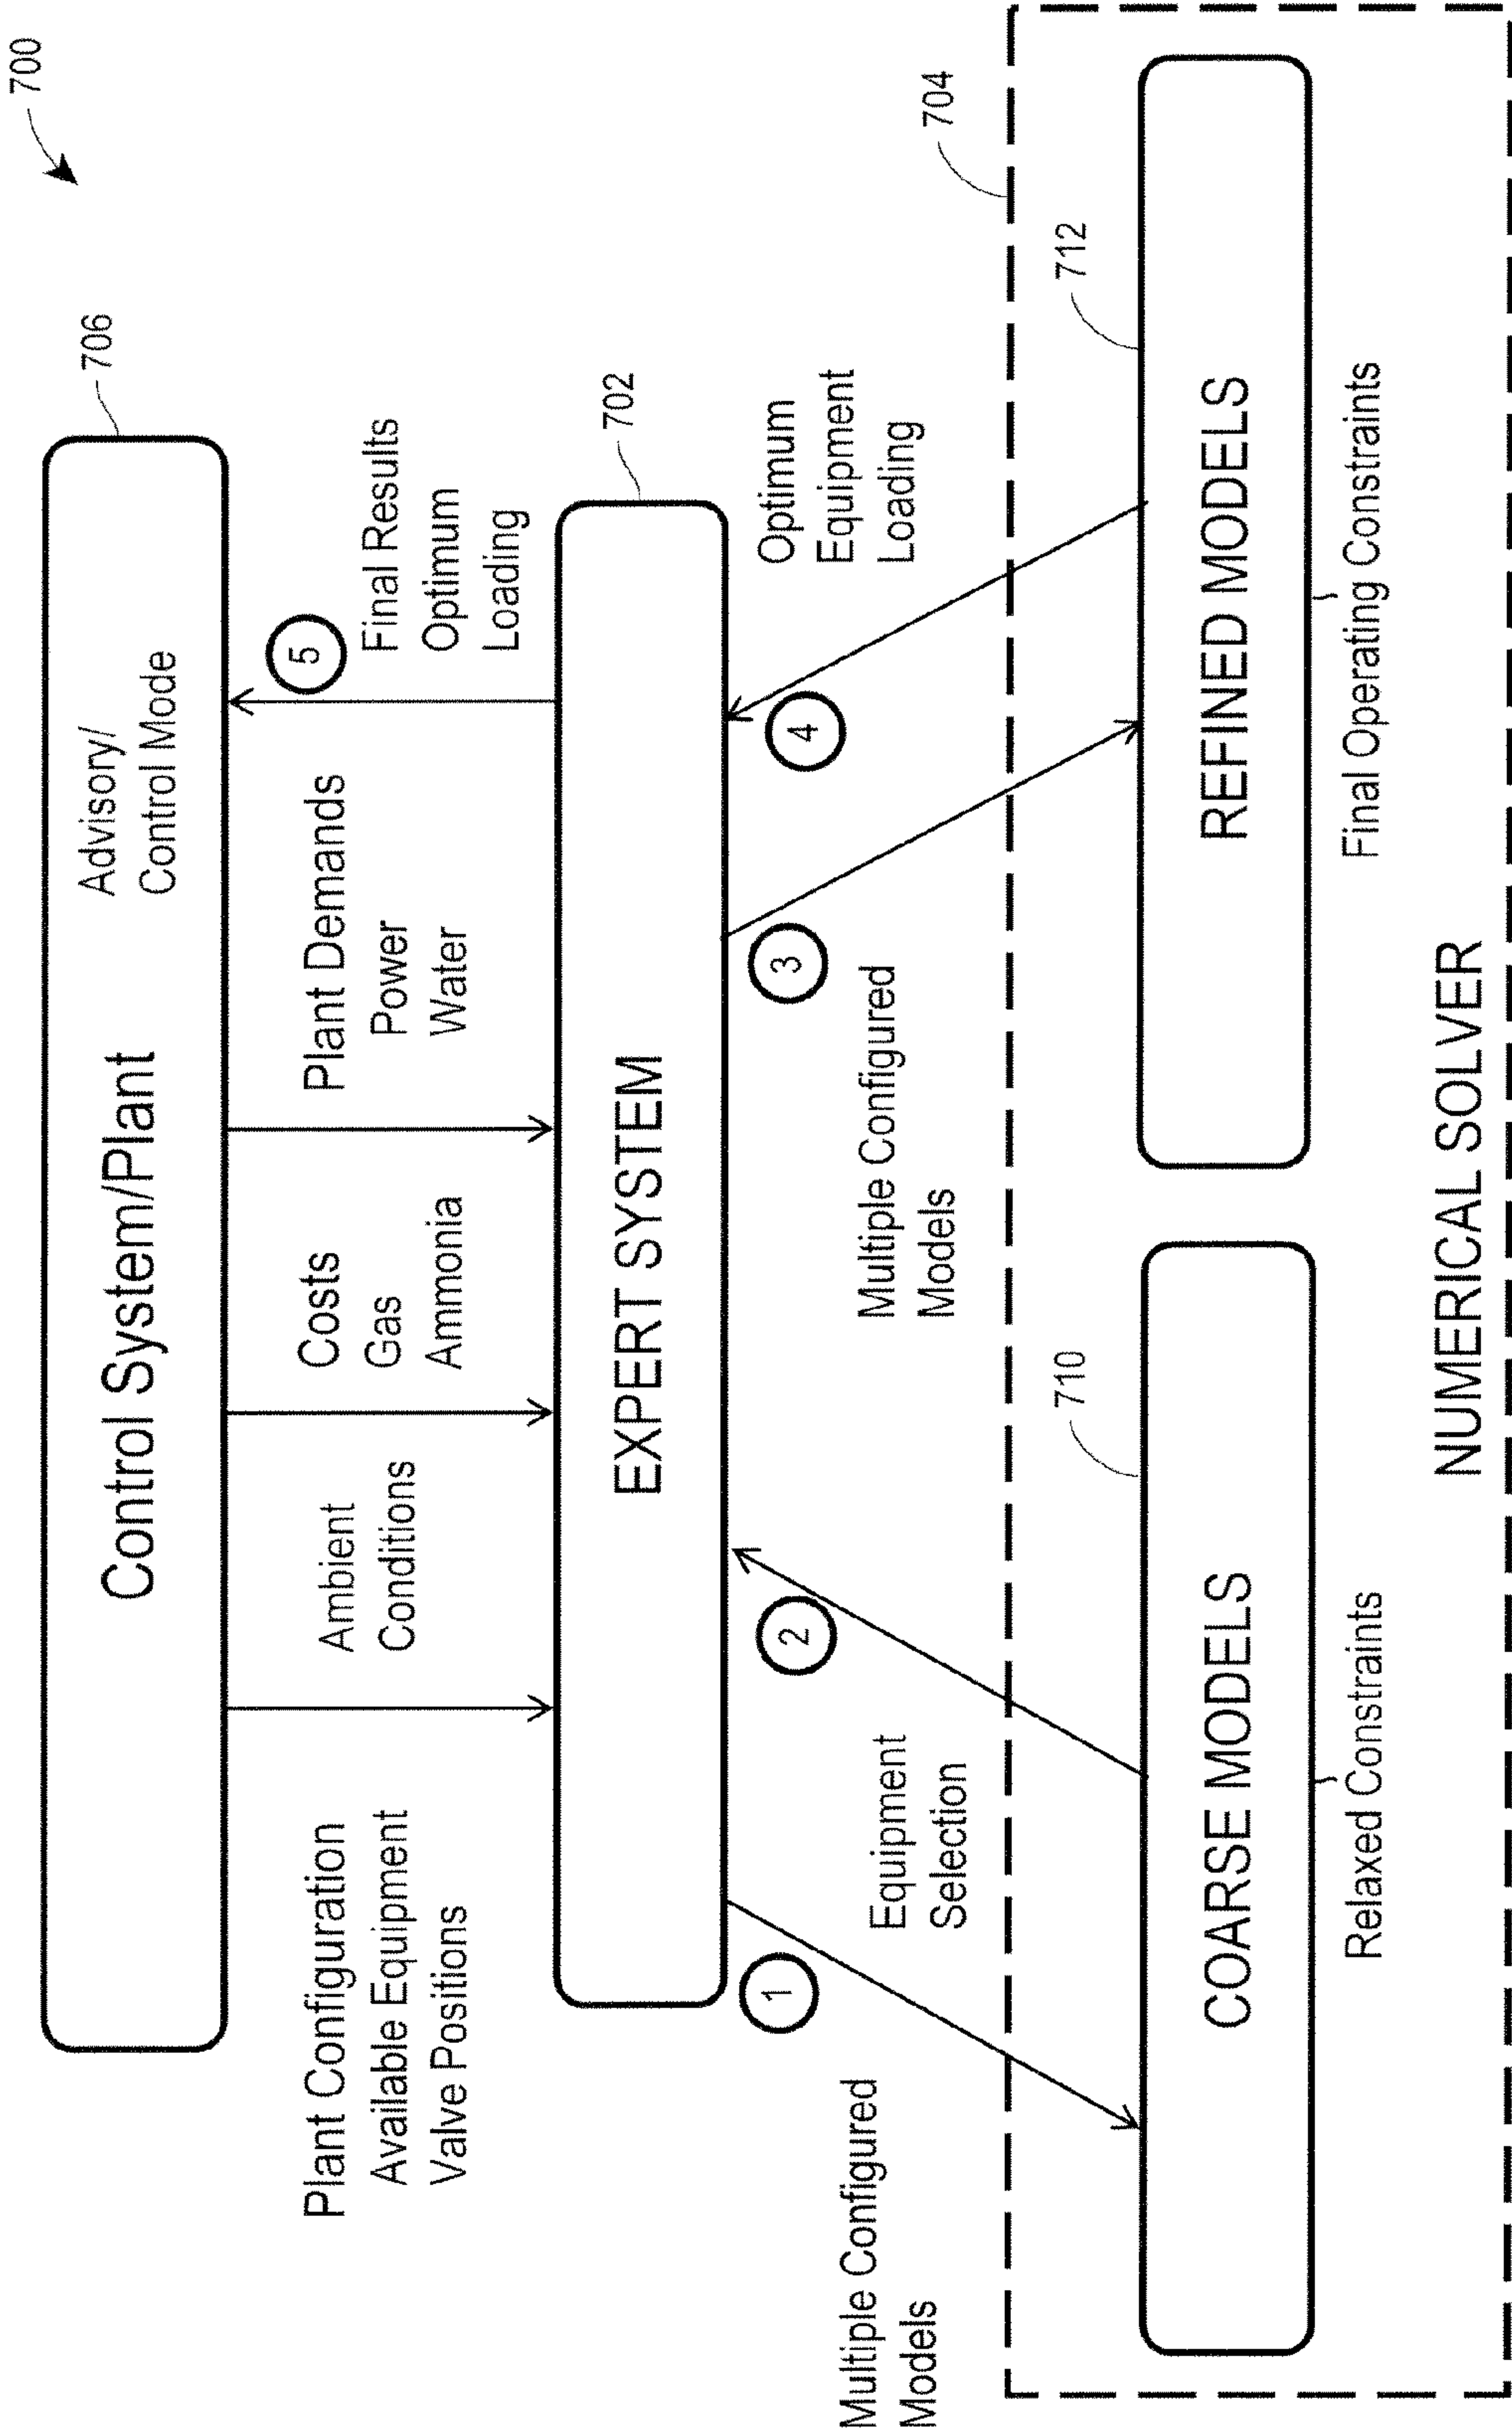 700
706
Control System/Plant
Advisory/
Control Mode
Plant Configuration
Available Equipment
Valve Positions
Ambient
Conditions
Costs
Gas
Ammonia
Plant Demands
Power
Water
5
Final Results
Optimum
Loading
702
EXPERT SYSTEM
Multiple Configured
Models
1
Equipment
Selection
2
Multiple Configured
Models
3
4
Optimum
Equipment
Loading
704
710
COARSE MODELS
Relaxed Constraints
712
REFINED MODELS
Final Operating Constraints
NUMERICAL SOLVER